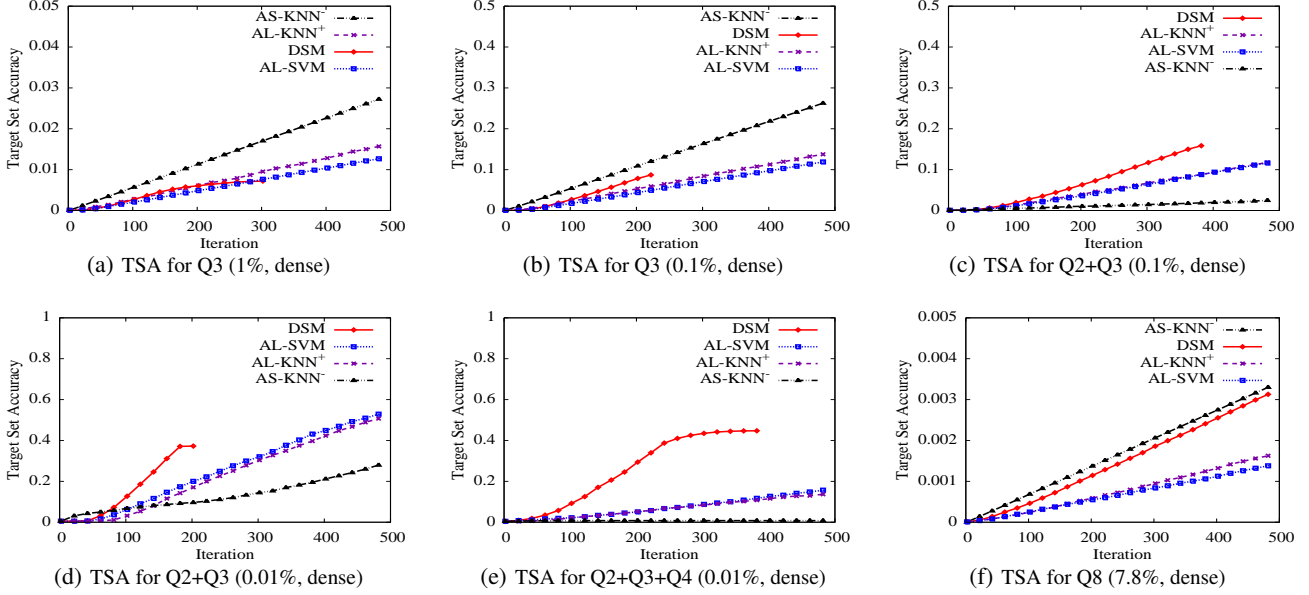 0.05
0.04
0.03
0.02
0.01
0
Target Set Accuracy
AS-KNN⁻
AL-KNN⁺
DSM
AL-SVM
0 100 200 300 400 500
Iteration
(a) TSA for Q3 (1%, dense)
0.5
0.4
0.3
0.2
0.1
0
Target Set Accuracy
AS-KNN⁻
DSM
AL-KNN⁺
AL-SVM
0 100 200 300 400 500
Iteration
(b) TSA for Q3 (0.1%, dense)
0.5
0.4
0.3
0.2
0.1
0
Target Set Accuracy
DSM
AL-KNN⁺
AL-SVM
AS-KNN⁻
0 100 200 300 400 500
Iteration
(c) TSA for Q2+Q3 (0.1%, dense)
1
0.8
0.6
0.4
0.2
0
Target Set Accuracy
DSM
AL-SVM
AL-KNN⁺
AS-KNN⁻
0 100 200 300 400 500
Iteration
(d) TSA for Q2+Q3 (0.01%, dense)
1
0.8
0.6
0.4
0.2
0
Target Set Accuracy
DSM
AL-SVM
AL-KNN⁺
AS-KNN⁻
0 100 200 300 400 500
Iteration
(e) TSA for Q2+Q3+Q4 (0.01%, dense)
0.005
0.004
0.003
0.002
0.001
0
Target Set Accuracy
AS-KNN⁻
DSM
AL-KNN⁺
AL-SVM
0 100 200 300 400 500
Iteration
(f) TSA for Q8 (7.8%, dense)